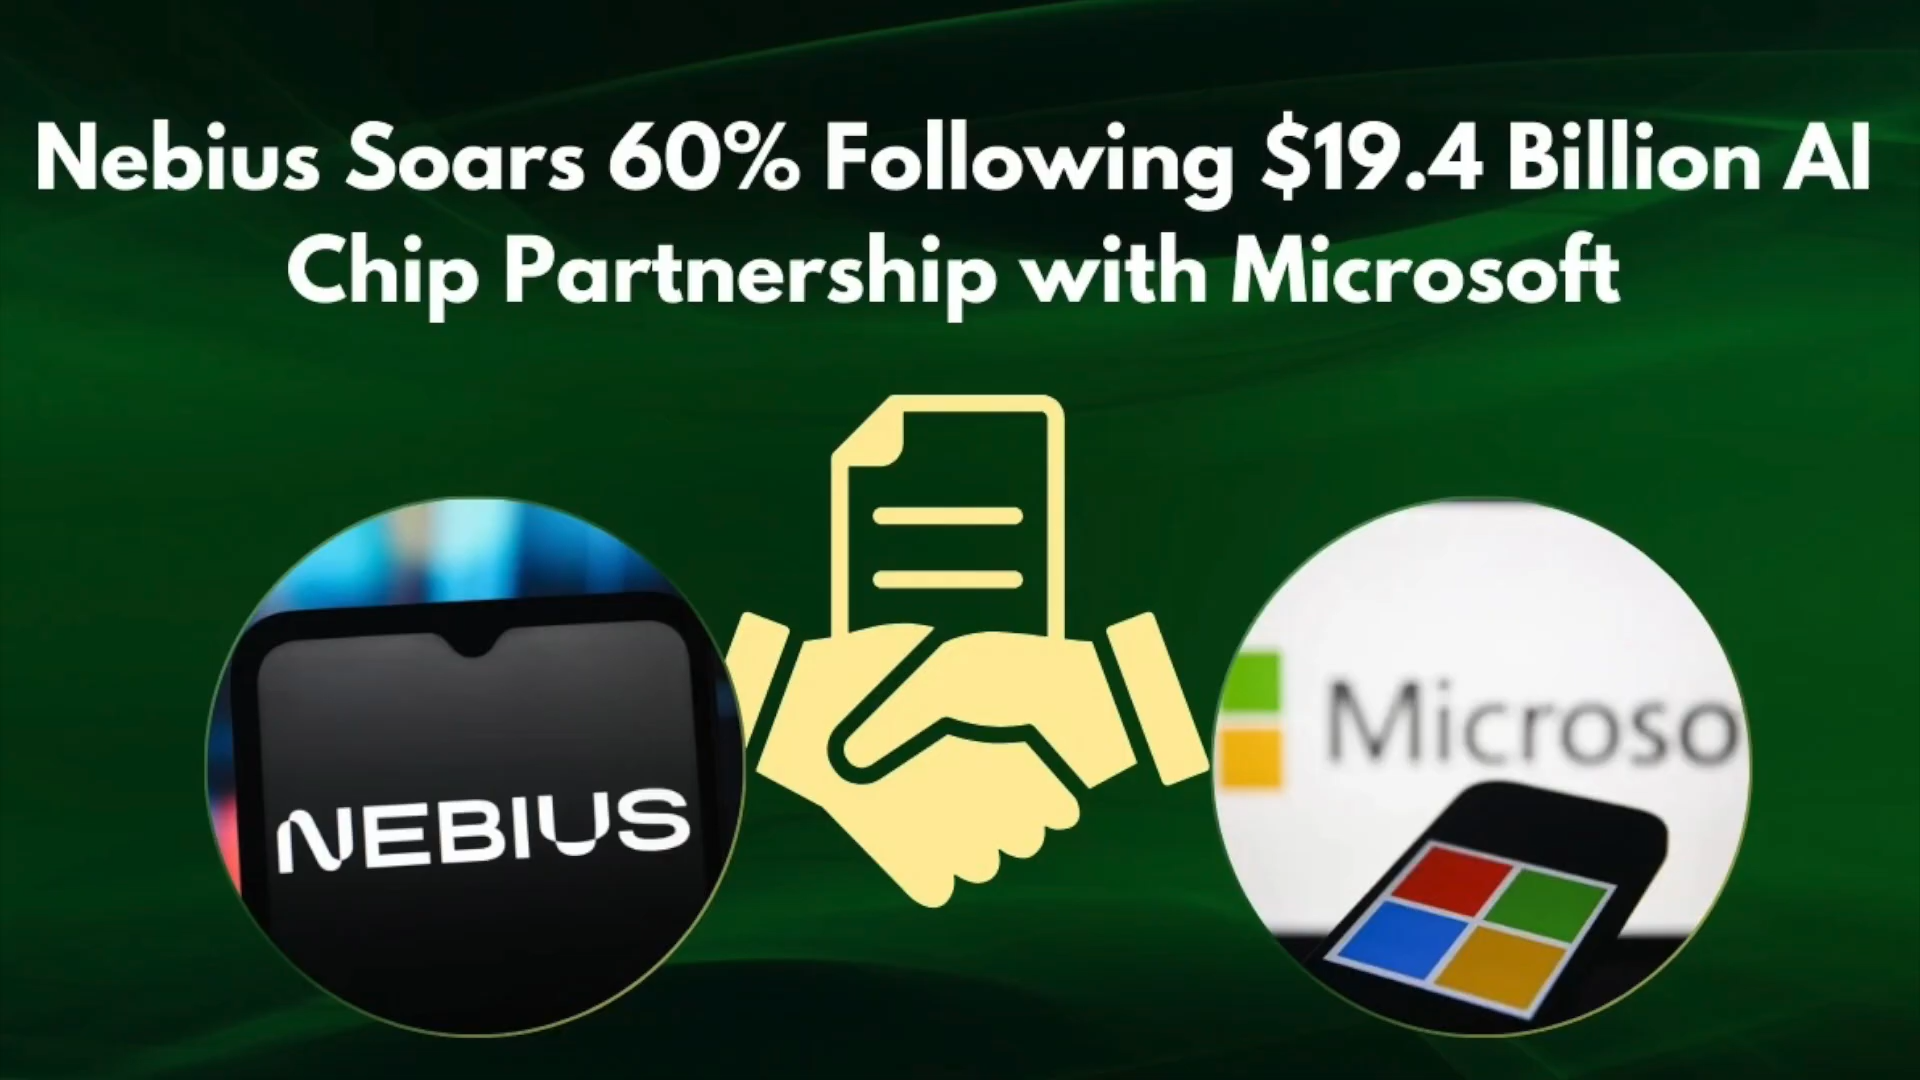 Nebius Soars 60% Following $19.4 Billion AI
Chip Partnership with Microsoft
NEBIUS
Microso